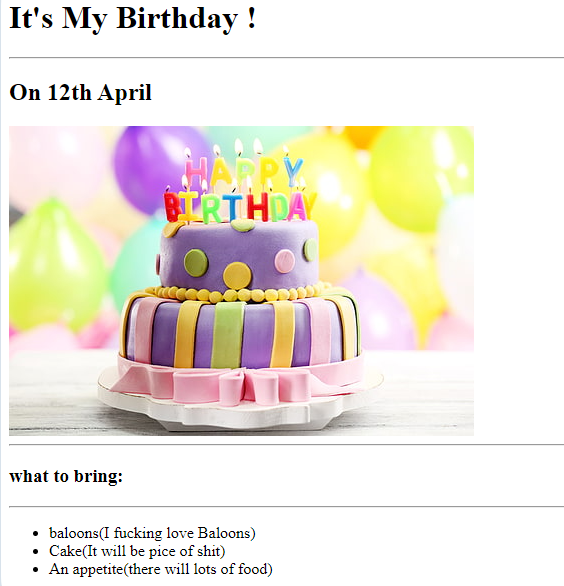 It's My Birthday !
On 12th April
HAPPY
BIRTHDAY
what to bring:
baloons(I fucking love Baloons)
Cake(It will be pice of shit)
An appetite(there will lots of food)